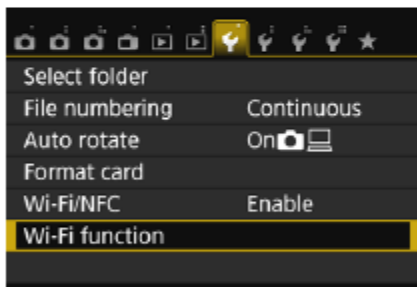 Select folder
File numbering Continuous
Auto rotate On
Format card
Wi-Fi/NFC Enable
Wi-Fi function